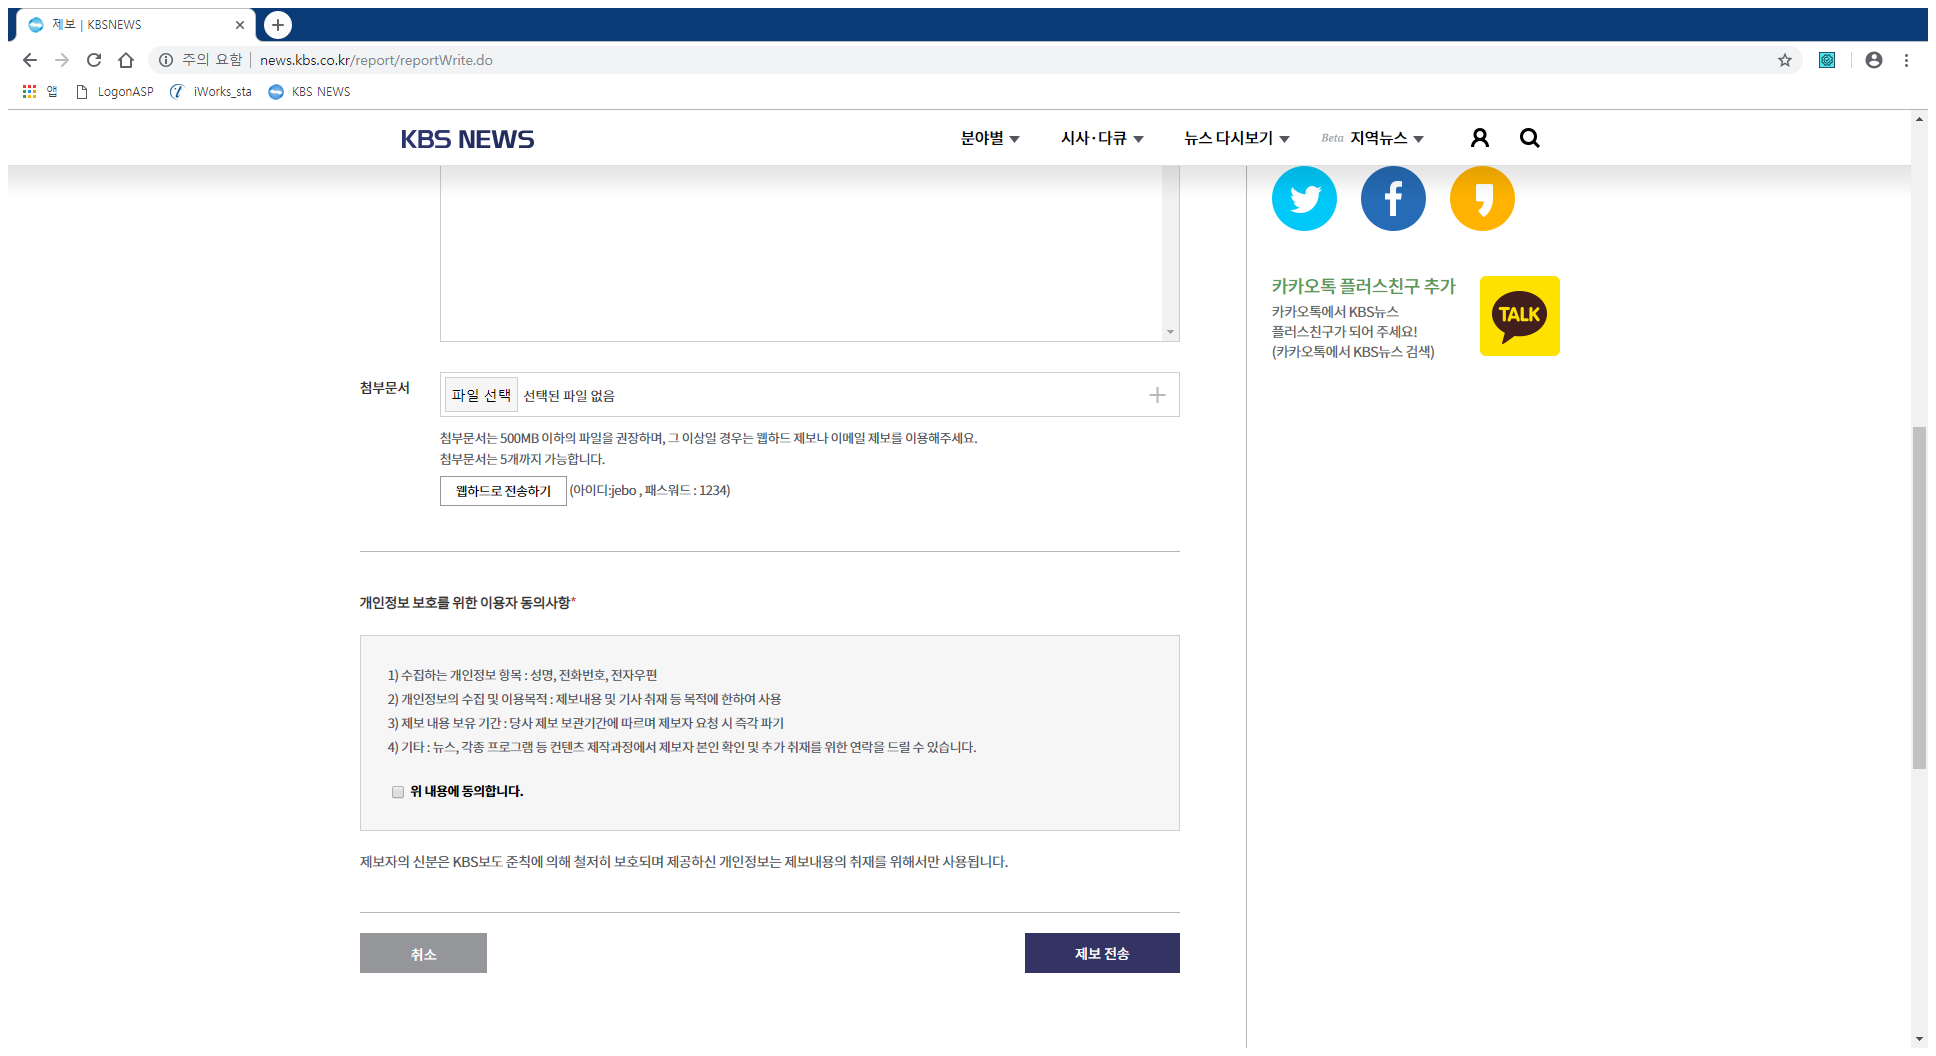 제보 | KBSNEWS
주의 요함 | news.kbs.co.kr/report/reportWrite.do
앱 LogonASP iWorks_sta KBS NEWS
KBS NEWS 분야별 시사·다큐 뉴스 다시보기 Beta 지역뉴스
카카오톡 플러스친구 추가
카카오톡에서 KBS뉴스
플러스친구가 되어 주세요!
(카카오톡에서 KBS뉴스 검색)
TALK
첨부문서 파일 선택 선택된 파일 없음
첨부문서는 500MB 이하의 파일을 권장하며, 그 이상일 경우는 웹하드 제보나 이메일 제보를 이용해주세요.
첨부문서는 5개까지 가능합니다.
웹하드로 전송하기 (아이디:jebo , 패스워드 : 1234)
개인정보 보호를 위한 이용자 동의사항*
1) 수집하는 개인정보 항목 : 성명, 전화번호, 전자우편
2) 개인정보의 수집 및 이용목적 : 제보내용 및 기사 취재 등 목적에 한하여 사용
3) 제보 내용 보유 기간 : 당사 제보 보관기간에 따르며 제보자 요청 시 즉각 파기
4) 기타 : 뉴스, 각종 프로그램 등 컨텐츠 제작과정에서 제보자 본인 확인 및 추가 취재를 위한 연락을 드릴 수 있습니다.
위 내용에 동의합니다.
제보자의 신분은 KBS보도 준칙에 의해 철저히 보호되며 제공하신 개인정보는 제보내용의 취재를 위해서만 사용됩니다.
취소 제보 전송